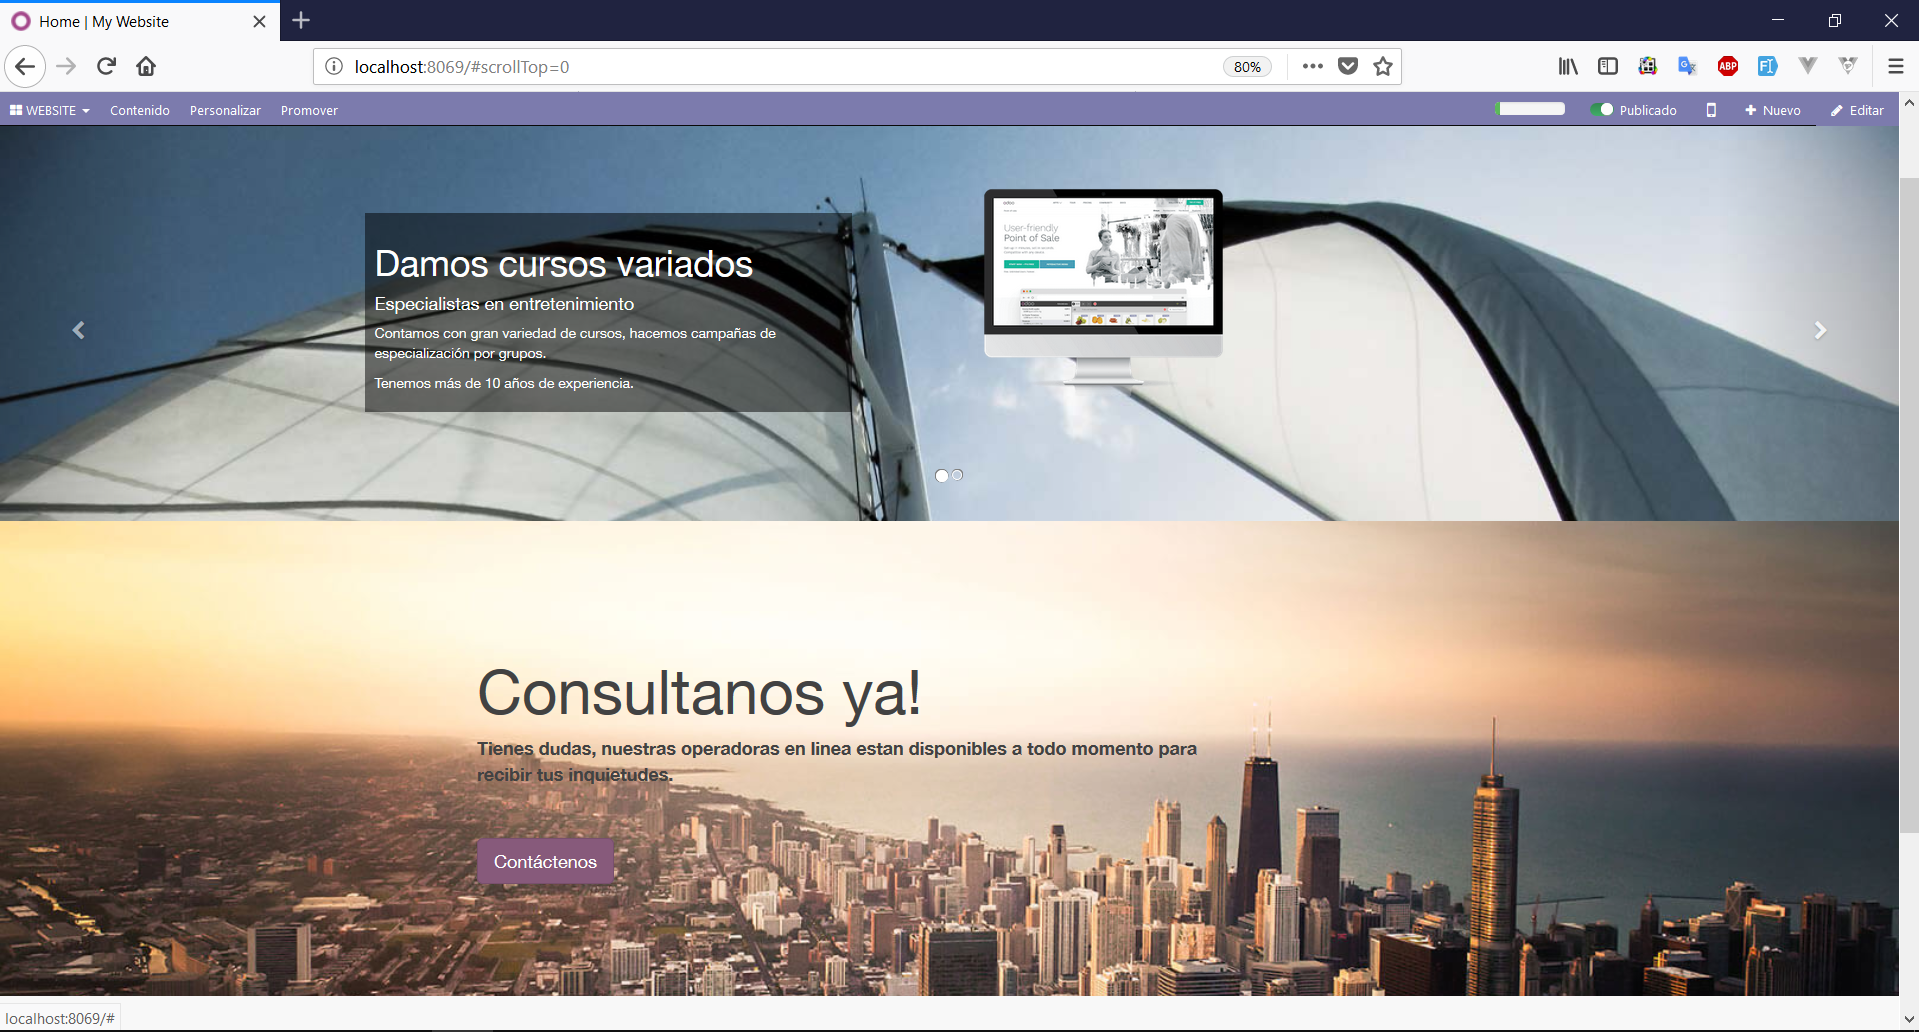 Home | My Website
localhost:8069/#scrollTop=0
80%
ABP
WEBSITE
Contenido
Personalizar
Promover
Publicado
Nuevo
Editar
Damos cursos variados
Especialistas en entretenimiento
Contamos con gran variedad de cursos, hacemos campañas de
especialización por grupos.
Tenemos más de 10 años de experiencia.
User-friendly
Point of Sale
Consultanos ya!
Tienes dudas, nuestras operadoras en linea estan disponibles a todo momento para
recibir tus inquietudes.
Contáctenos
localhost:8069/#